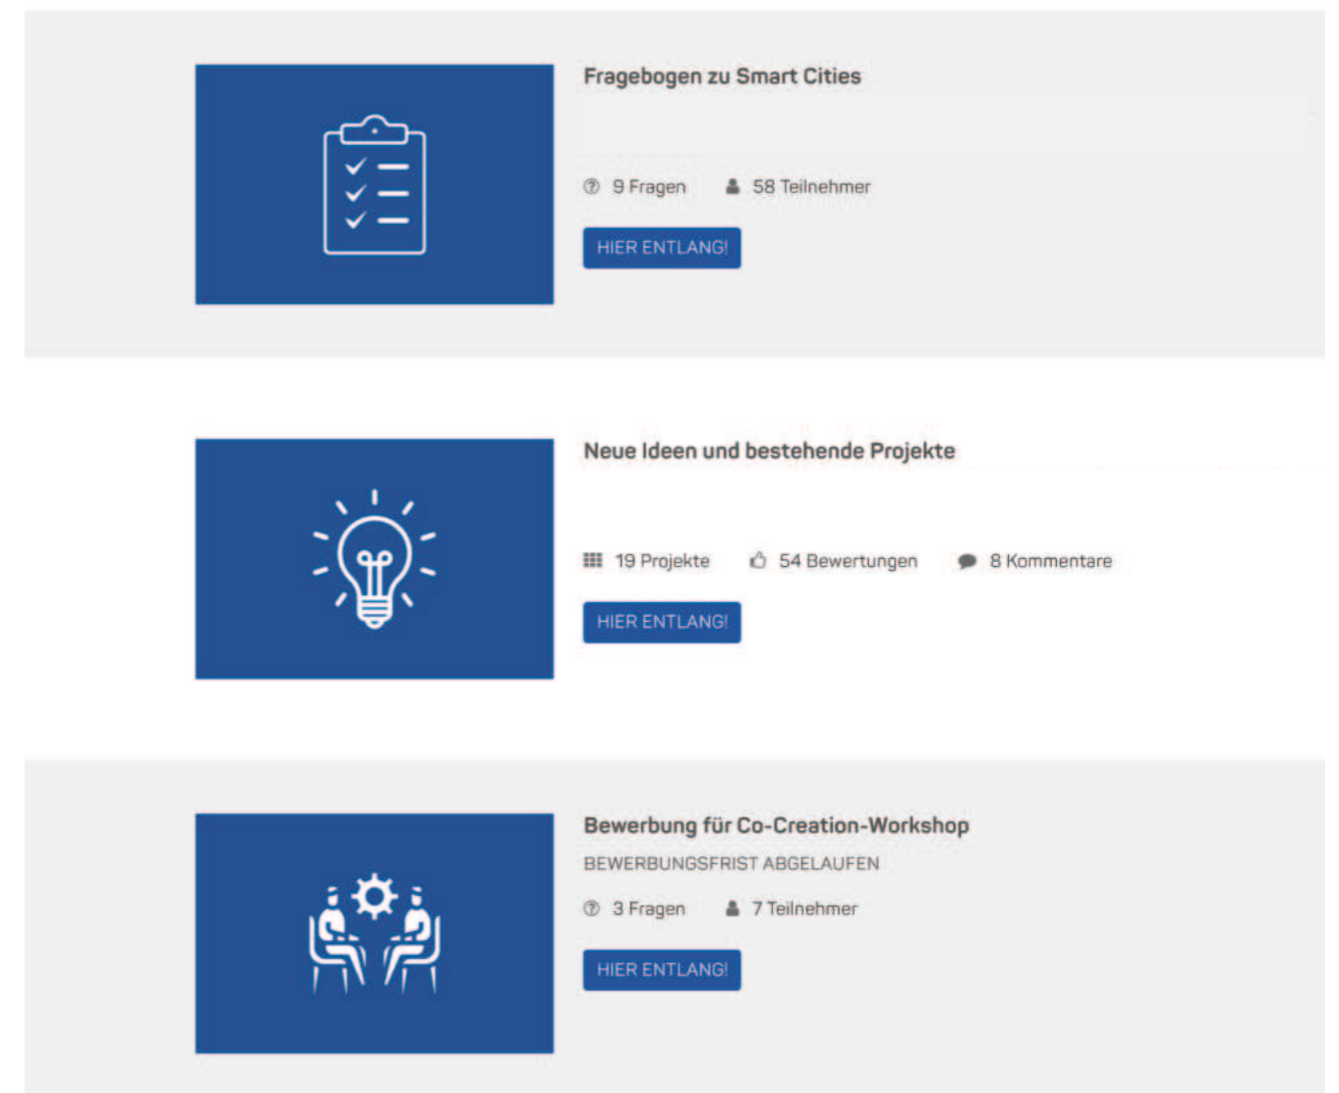 Fragebogen zu Smart Cities
9 Fragen 58 Teilnehmer
HIER ENTLANG!
Neue Ideen und bestehende Projekte
19 Projekte 54 Bewertungen 8 Kommentare
HIER ENTLANG!
Bewerbung für Co-Creation-Workshop
BEWERBUNGSFRIST ABGELAUFEN
3 Fragen 7 Teilnehmer
HIER ENTLANG!